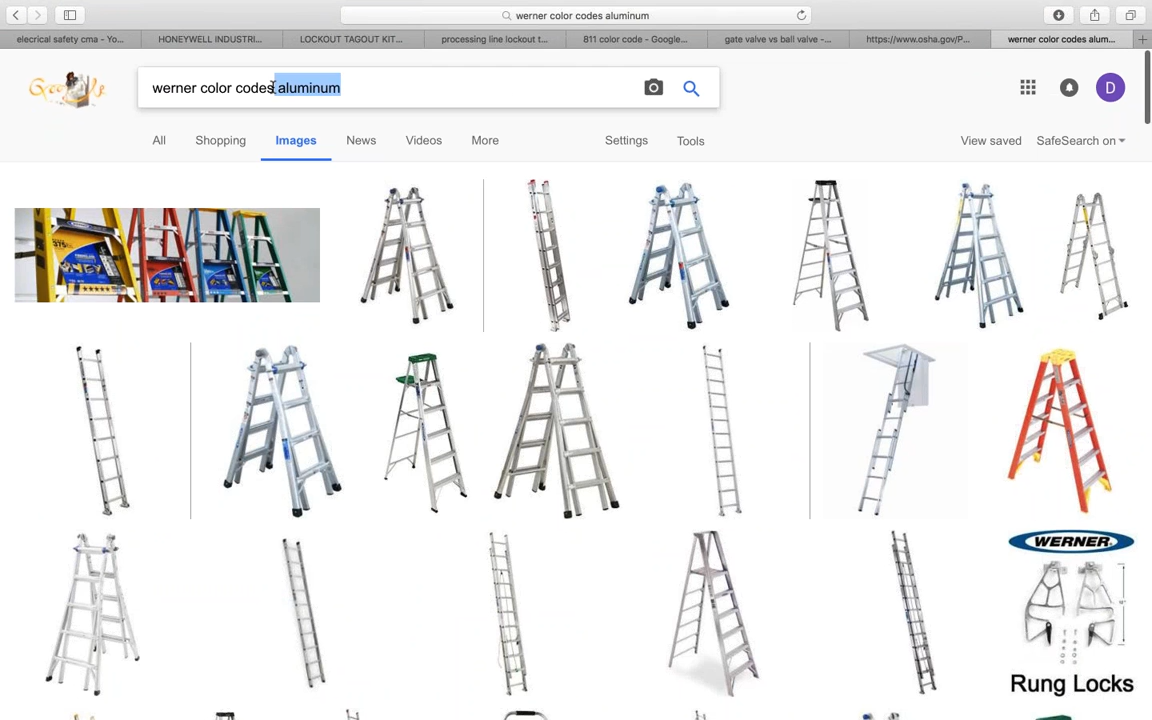 werner color codes aluminum
elecrical safety cma - Yo...
HONEYWELL INDUSTRI...
LOCKOUT TAGOUT KIT...
processing line lockout t...
811 color code - Google...
gate valve vs ball valve -...
https://www.osha.gov/P...
werner color codes alum...
werner color codes aluminum
D
All
Shopping
Images
News
Videos
More
Settings
Tools
View saved
SafeSearch on
WERNER
Rung Locks